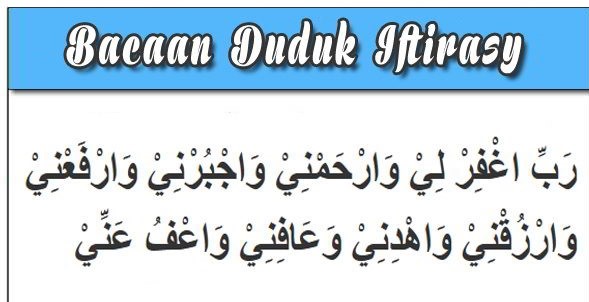 Bacaan Duduk Iftirasy
رَبِّ اغْفِرْ لِيْ وَارْحَمْنِيْ وَاجْبُرْنِيْ وَارْفَعْنِيْ
وَارْزُقْنِيْ وَاهْدِنِيْ وَعَافِنِيْ وَاعْفُ عَنِّيْ